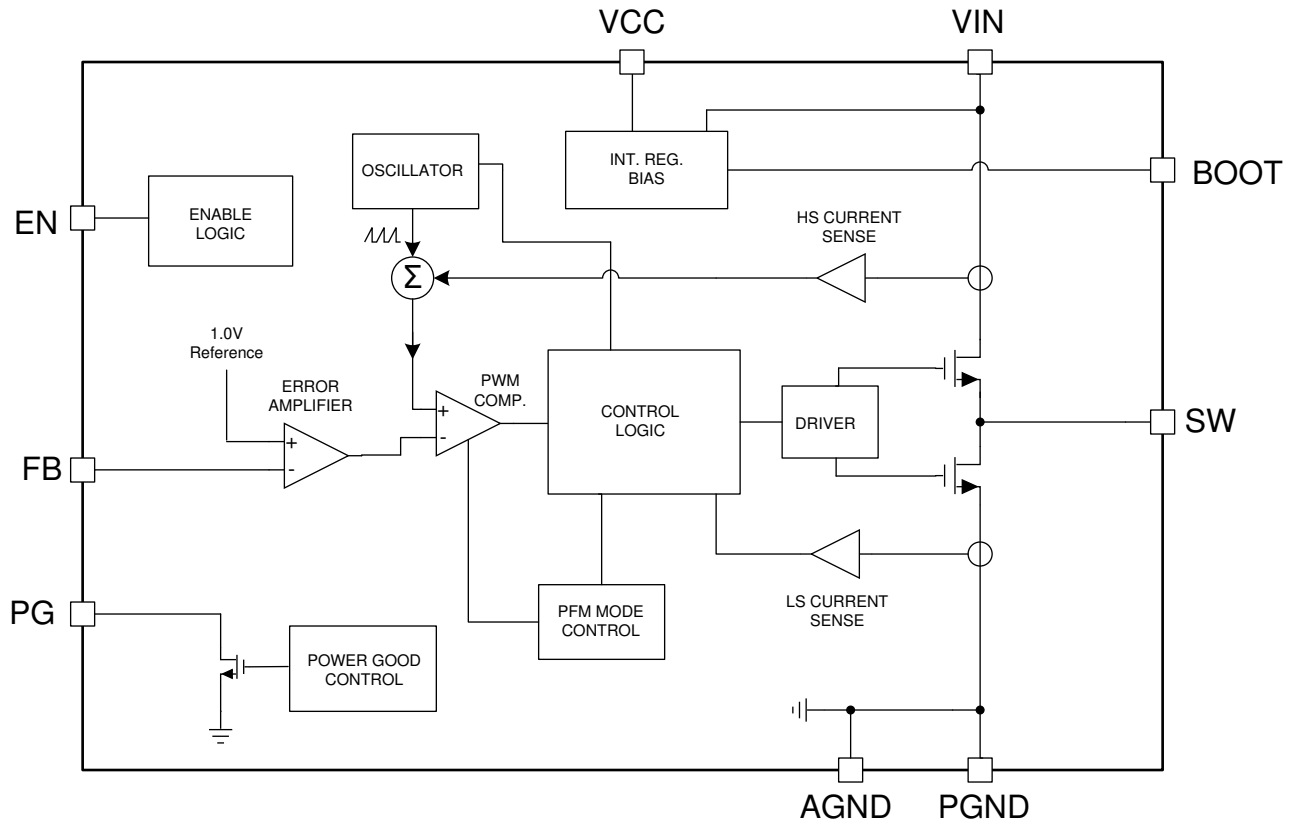 VCC
VIN
OSCILLATOR
INT. REG.
BIAS
BOOT
EN
ENABLE
LOGIC
HS CURRENT
SENSE
Σ
1.0V
Reference
ERROR
AMPLIFIER
PWM
COMP.
CONTROL
LOGIC
DRIVER
SW
+
-
+
-
FB
PG
PFM MODE
CONTROL
LS CURRENT
SENSE
POWER GOOD
CONTROL
AGND
PGND